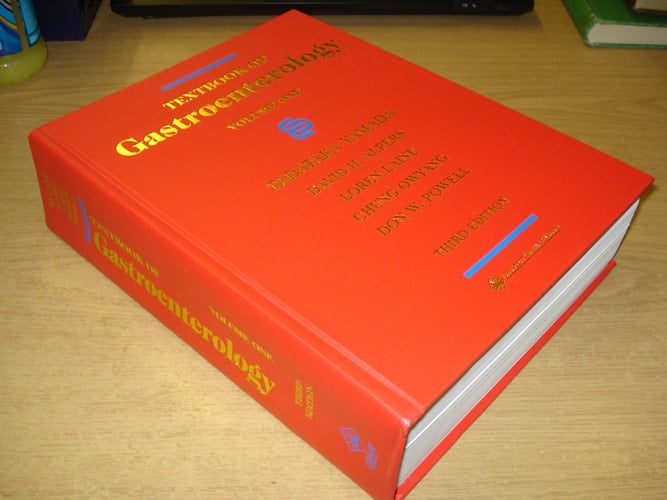 TEXTBOOK OF
Gastroenterology
VOLUME ONE
TADATAKA YAMADA
DAVID H. ALPERS
LOREN LAINE
CHUNG OWYANG
DON W. POWELL
THIRD EDITION
TEXTBOOK OF
Gastroenterology
VOLUME ONE
THIRD
EDITION